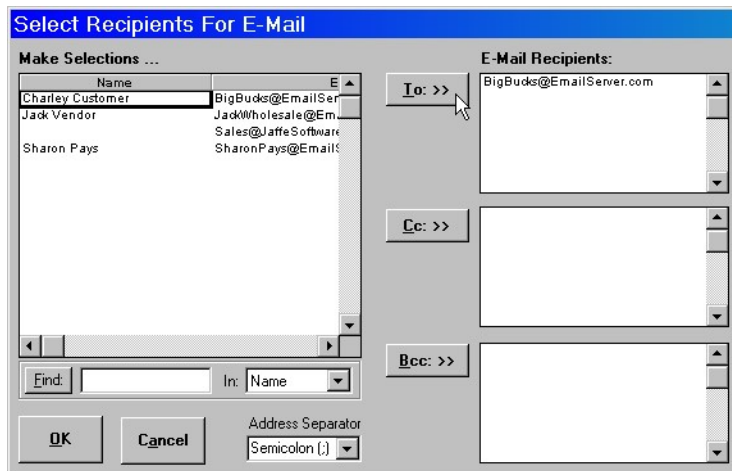 Select Recipients For E-Mail
Make Selections ...
Name E
Charley Customer BigBucks@EmailSer
Jack Vendor JackWholesale@Em
Sales@JaffeSoftware
Sharon Pays SharonPays@EmailS
Find: In: Name
OK Cancel
Address Separator
Semicolon (;)
To: >>
Cc: >>
Bcc: >>
E-Mail Recipients:
BigBucks@EmailServer.com